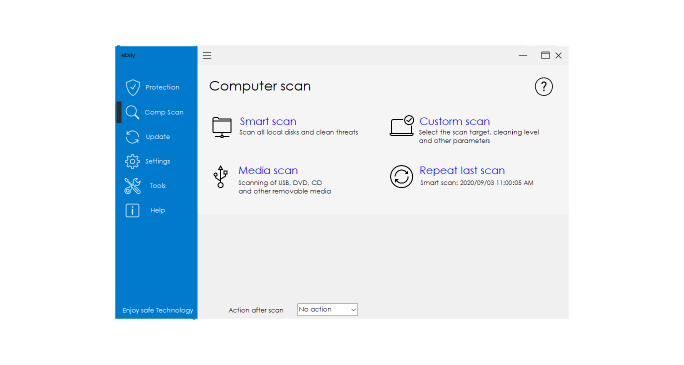 ebay
Protection
Comp Scan
Update
Settings
Tools
Help
Enjoy safe Technology
Computer scan
?
Smart scan
Scan all local disks and clean threats
Custorm scan
Select the scan target, cleaning level
and other parameters
Media scan
Scanning of USB, DVD, CD
and other removable media
Repeat last scan
Smart scan: 2020/09/03 11:00:05 AM
Action after scan
No action